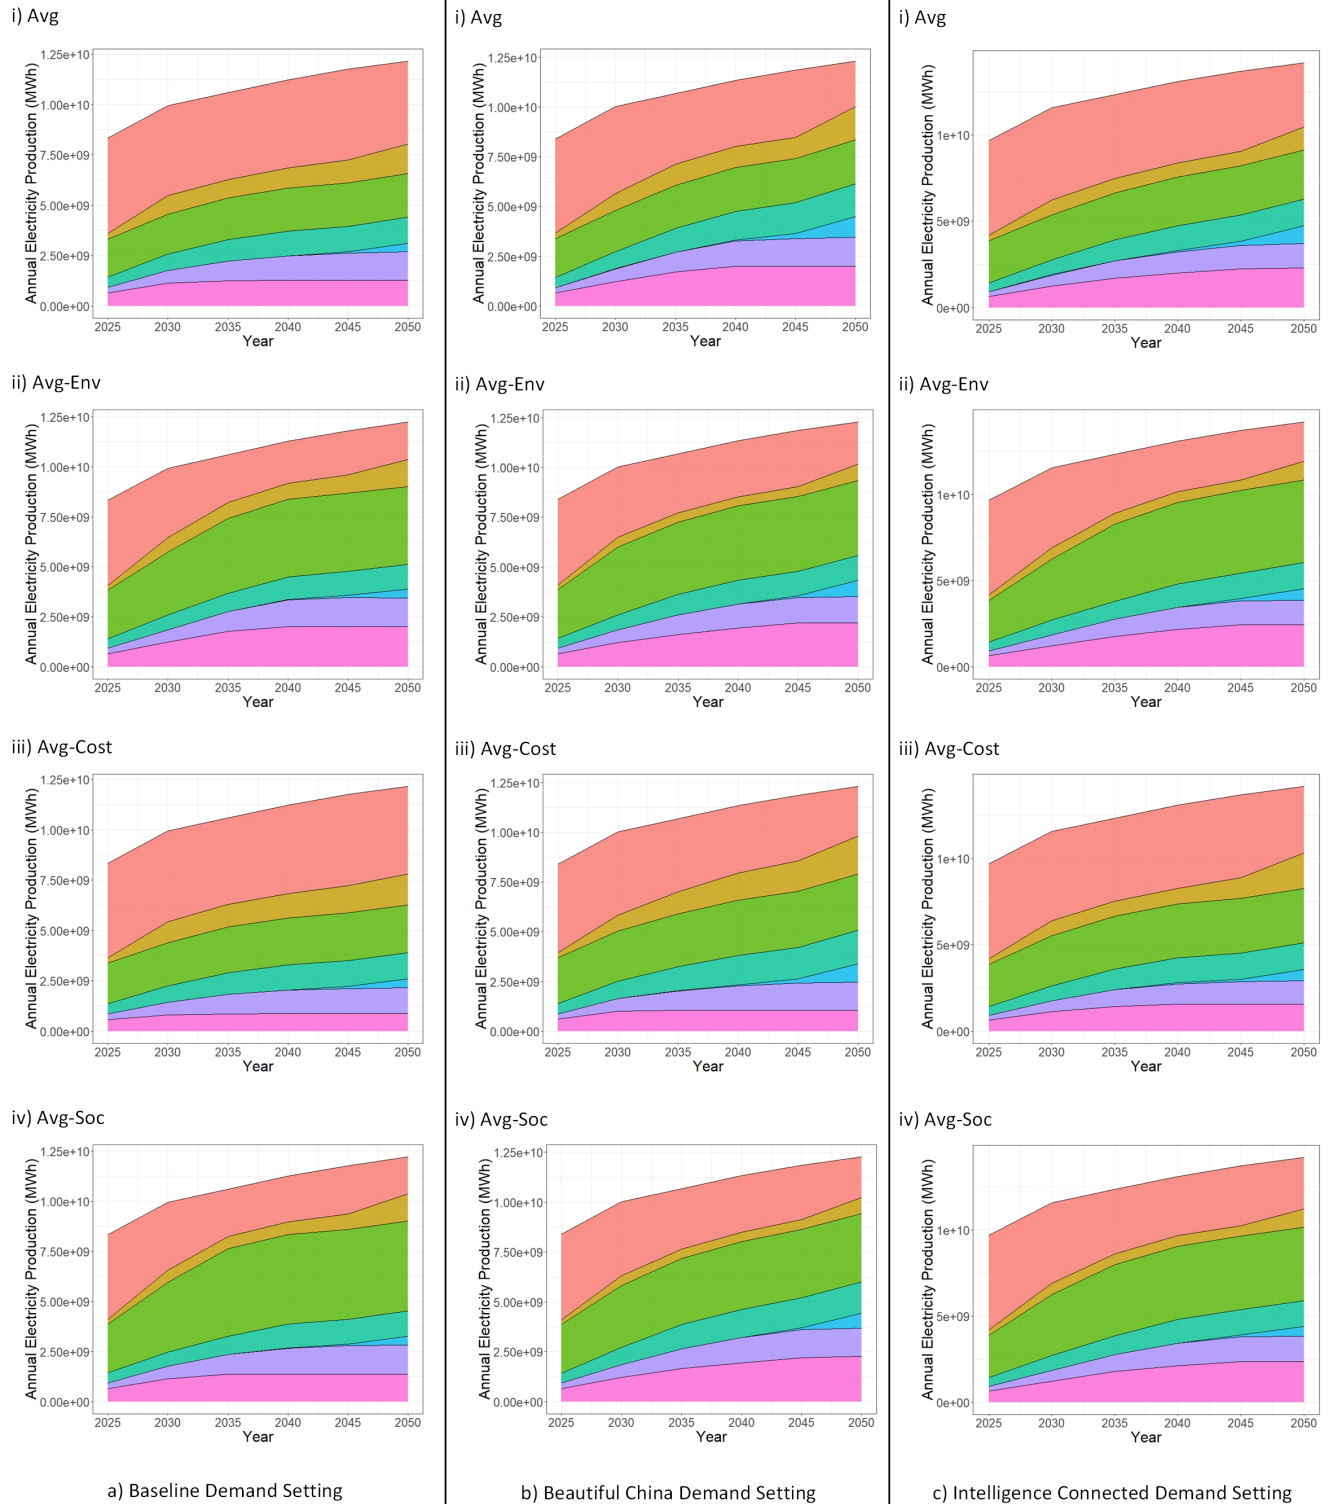 i) Avg
Annual Electricity Production (MWh)
1.25e+10
1.00e+10
7.50e+09
5.00e+09
2.50e+09
0.00e+00
2025 2030 2035 2040 2045 2050
Year
ii) Avg-Env
Annual Electricity Production (MWh)
1.25e+10
1.00e+10
7.50e+09
5.00e+09
2.50e+09
0.00e+00
2025 2030 2035 2040 2045 2050
Year
iii) Avg-Cost
Annual Electricity Production (MWh)
1.25e+10
1.00e+10
7.50e+09
5.00e+09
2.50e+09
0.00e+00
2025 2030 2035 2040 2045 2050
Year
iv) Avg-Soc
Annual Electricity Production (MWh)
1.25e+10
1.00e+10
7.50e+09
5.00e+09
2.50e+09
0.00e+00
2025 2030 2035 2040 2045 2050
Year
a) Baseline Demand Setting
i) Avg
Annual Electricity Production (MWh)
1.25e+10
1.00e+10
7.50e+09
5.00e+09
2.50e+09
0.00e+00
2025 2030 2035 2040 2045 2050
Year
ii) Avg-Env
Annual Electricity Production (MWh)
1.25e+10
1.00e+10
7.50e+09
5.00e+09
2.50e+09
0.00e+00
2025 2030 2035 2040 2045 2050
Year
iii) Avg-Cost
Annual Electricity Production (MWh)
1.25e+10
1.00e+10
7.50e+09
5.00e+09
2.50e+09
0.00e+00
2025 2030 2035 2040 2045 2050
Year
iv) Avg-Soc
Annual Electricity Production (MWh)
1.25e+10
1.00e+10
7.50e+09
5.00e+09
2.50e+09
0.00e+00
2025 2030 2035 2040 2045 2050
Year
b) Beautiful China Demand Setting
i) Avg
Annual Electricity Production (MWh)
1e+10
5e+09
0e+00
2025 2030 2035 2040 2045 2050
Year
ii) Avg-Env
Annual Electricity Production (MWh)
1e+10
5e+09
0e+00
2025 2030 2035 2040 2045 2050
Year
iii) Avg-Cost
Annual Electricity Production (MWh)
1e+10
5e+09
0e+00
2025 2030 2035 2040 2045 2050
Year
iv) Avg-Soc
Annual Electricity Production (MWh)
1e+10
5e+09
0e+00
2025 2030 2035 2040 2045 2050
Year
c) Intelligence Connected Demand Setting